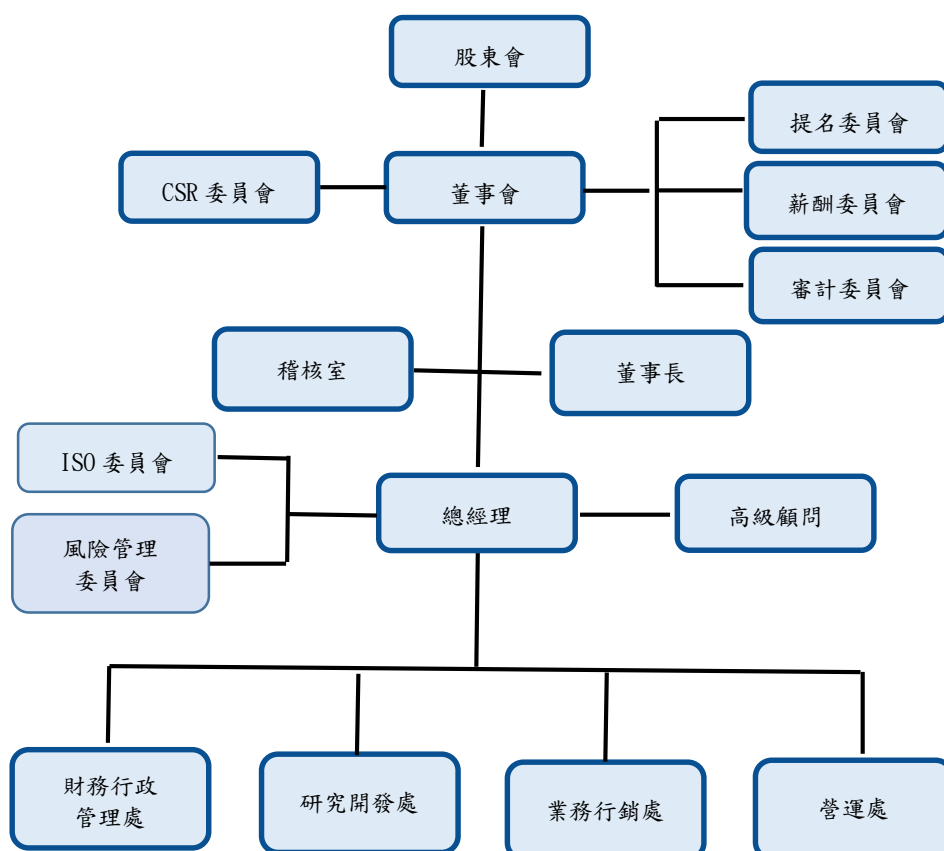 股東會
提名委員會
CSR 委員會
董事會
薪酬委員會
審計委員會
稽核室
董事長
ISO 委員會
總經理
高級顧問
風險管理
委員會
財務行政
管理處
研究開發處
業務行銷處
營運處